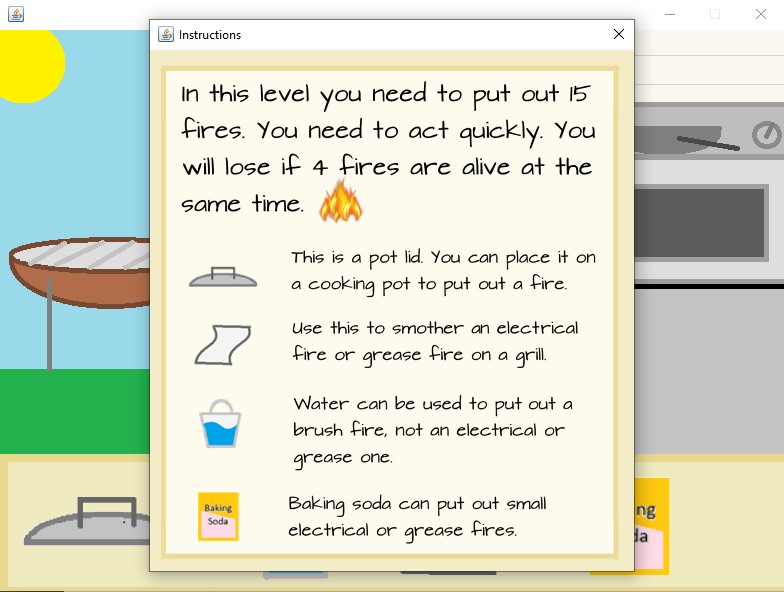 Instructions
In this level you need to put out 15
fires. You need to act quickly. You
will lose if 4 fires are alive at the
same time.
This is a pot lid. You can place it on
a cooking pot to put out a fire.
Use this to smother an electrical
fire or grease fire on a grill.
Water can be used to put out a
brush fire, not an electrical or
grease one.
Baking
Soda
Baking soda can put out small
electrical or grease fires.
ng
da